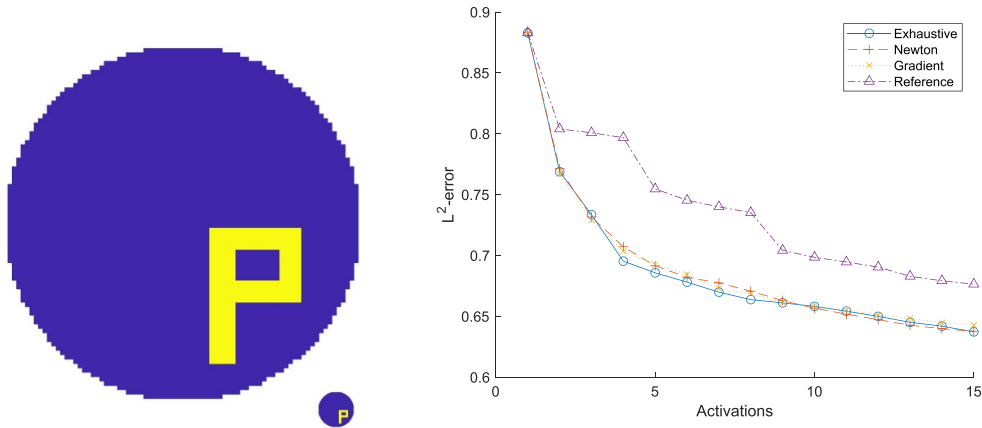 P
P
0.9
0.85
0.8
0.75
0.7
0.65
0.6
L²-error
0
5
10
15
Activations
Exhaustive
Newton
Gradient
Reference